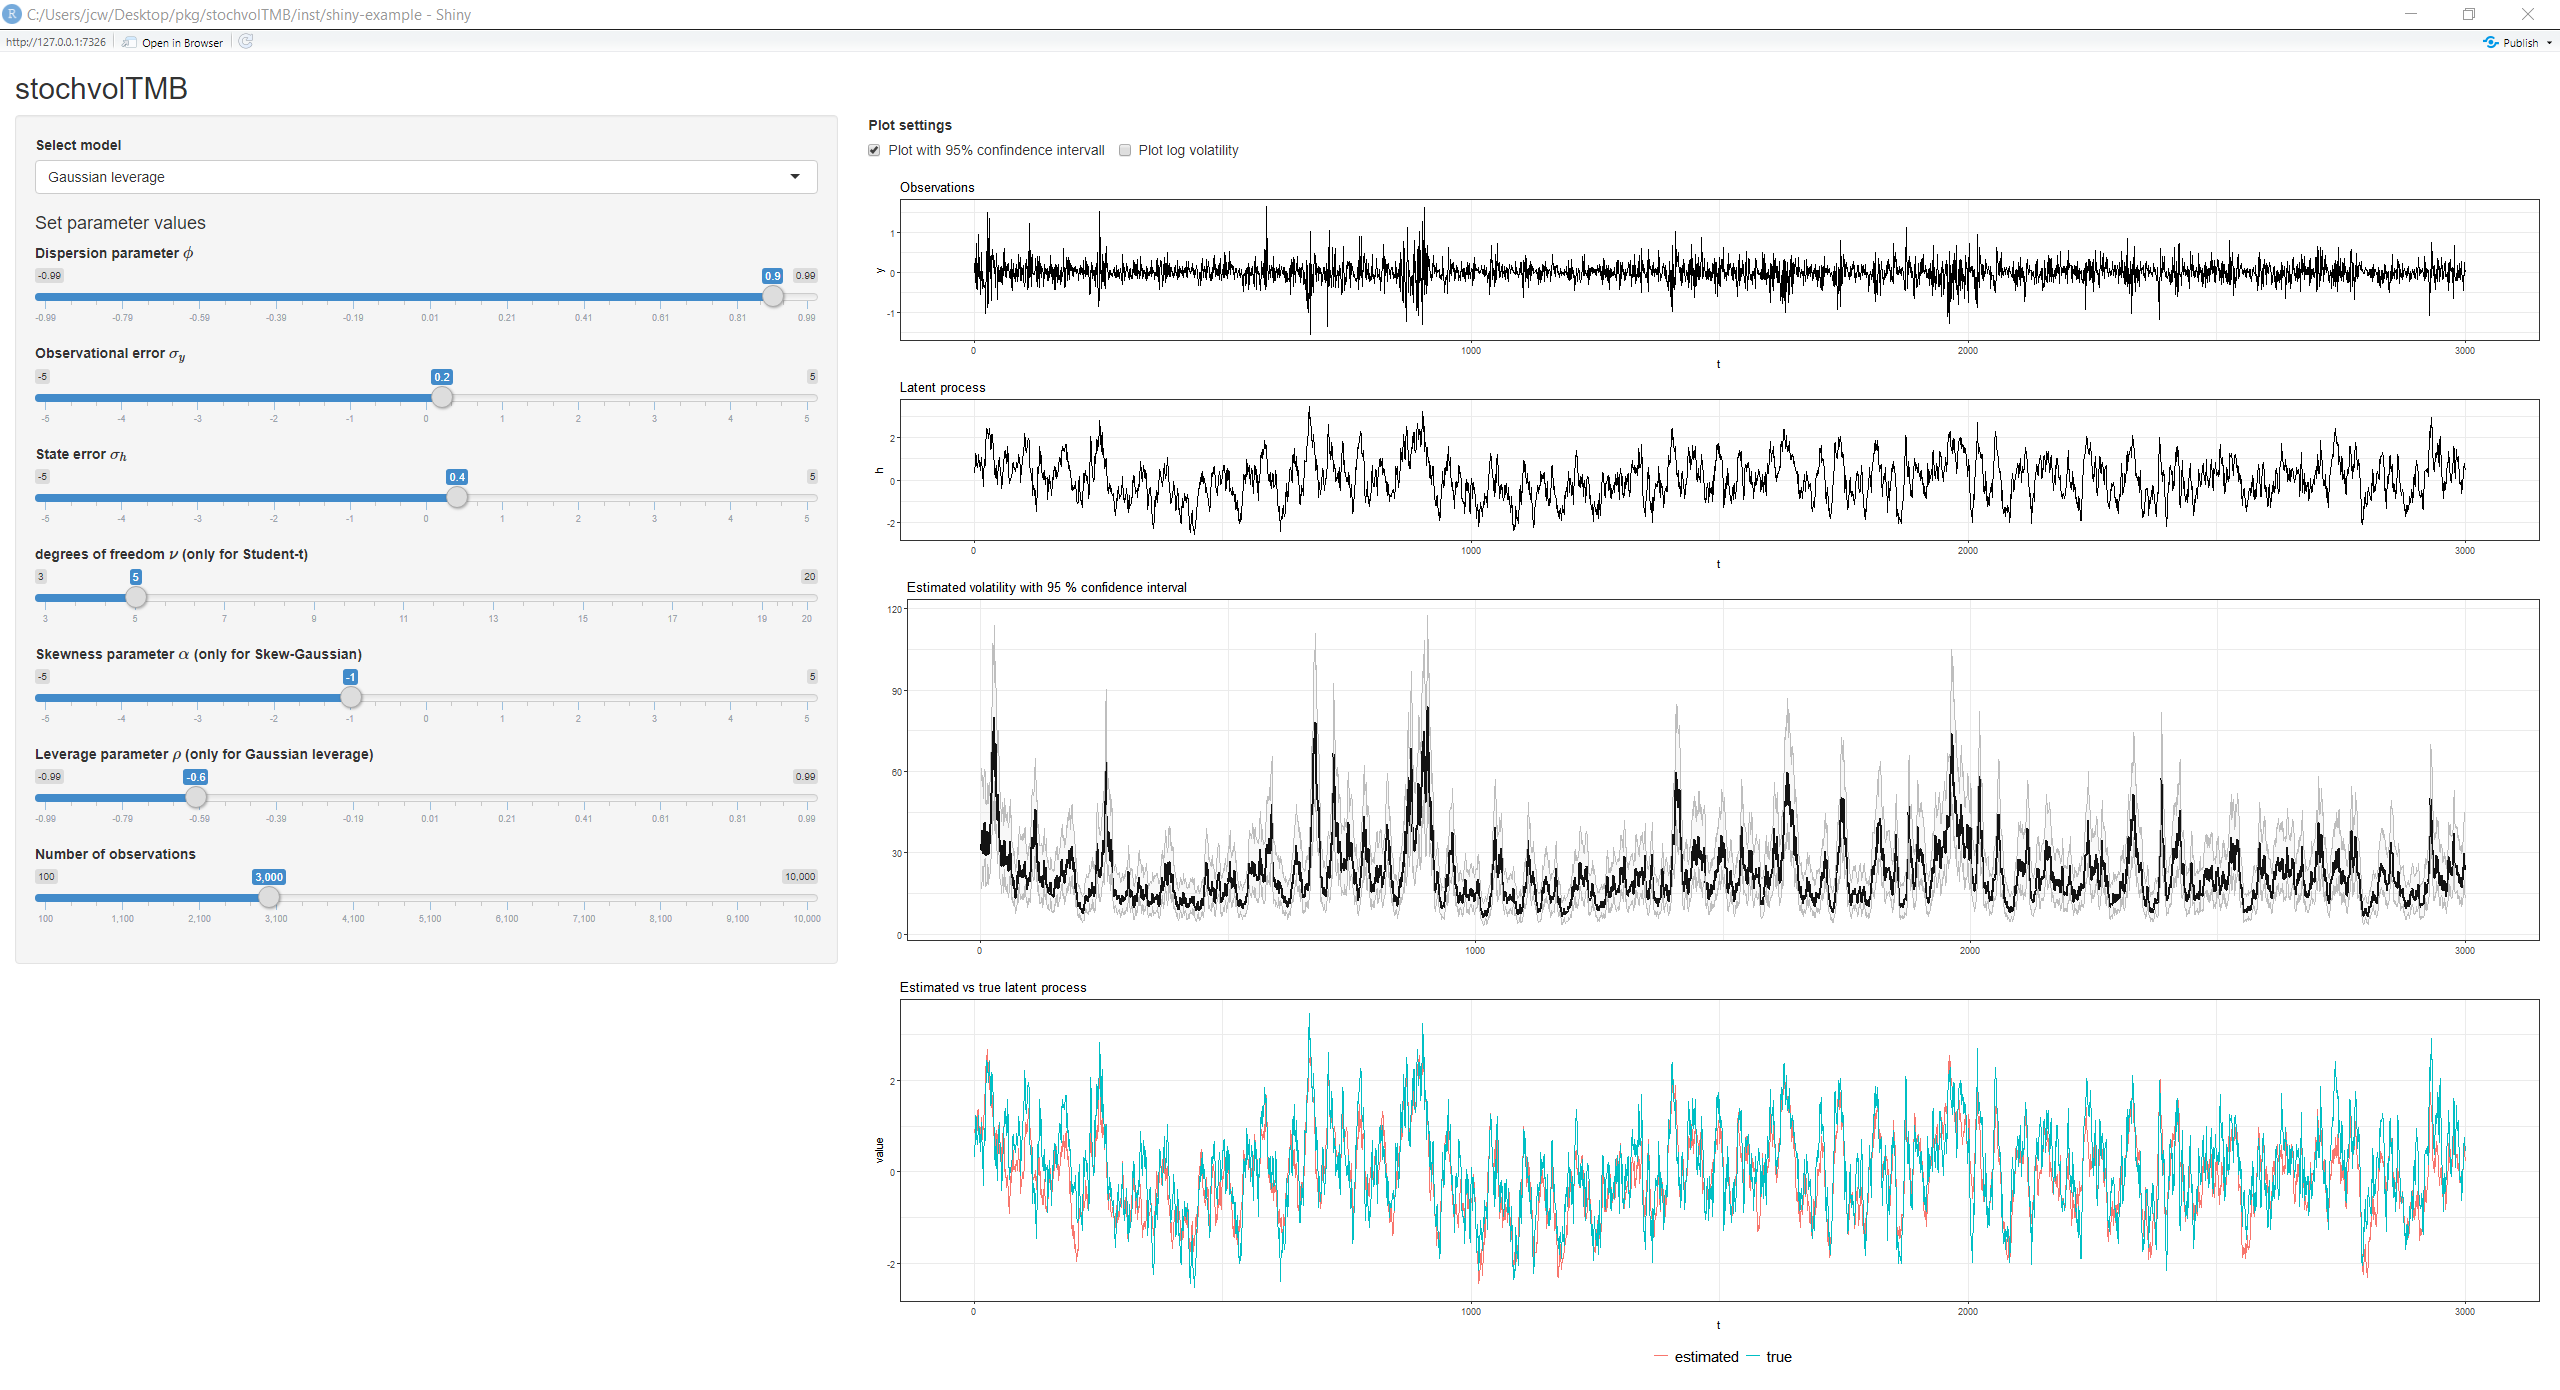 C:/Users/jcw/Desktop/pkg/stochvolTMB/inst/shiny-example - Shiny
http://127.0.0.1:7326 Open in Browser Publish
stochvolTMB
Select model
Gaussian leverage
Set parameter values
Dispersion parameter ϕ
-0.99 0.9 0.99
-0.99 -0.79 -0.59 -0.39 -0.19 0.01 0.21 0.41 0.61 0.81 0.99
Observational error σy
-5 0.2 5
-5 -4 -3 -2 -1 0 1 2 3 4 5
State error σh
-5 0.4 5
-5 -4 -3 -2 -1 0 1 2 3 4 5
degrees of freedom ν (only for Student-t)
3 5 20
3 5 7 9 11 13 15 17 19 20
Skewness parameter α (only for Skew-Gaussian)
-5 -1 5
-5 -4 -3 -2 -1 0 1 2 3 4 5
Leverage parameter ρ (only for Gaussian leverage)
-0.99 -0.6 0.99
-0.99 -0.79 -0.59 -0.39 -0.19 0.01 0.21 0.41 0.61 0.81 0.99
Number of observations
100 3,000 10,000
100 1,100 2,100 3,100 4,100 5,100 6,100 7,100 8,100 9,100 10,000
Plot settings
Plot with 95% confindence intervall Plot log volatility
Observations
1
0
-1
y
0 1000 2000 3000
t
Latent process
2
0
-2
h
0 1000 2000 3000
t
Estimated volatility with 95 % confidence interval
120
90
60
30
0
0 1000 2000 3000
Estimated vs true latent process
2
0
-2
value
0 1000 2000 3000
t
estimated true